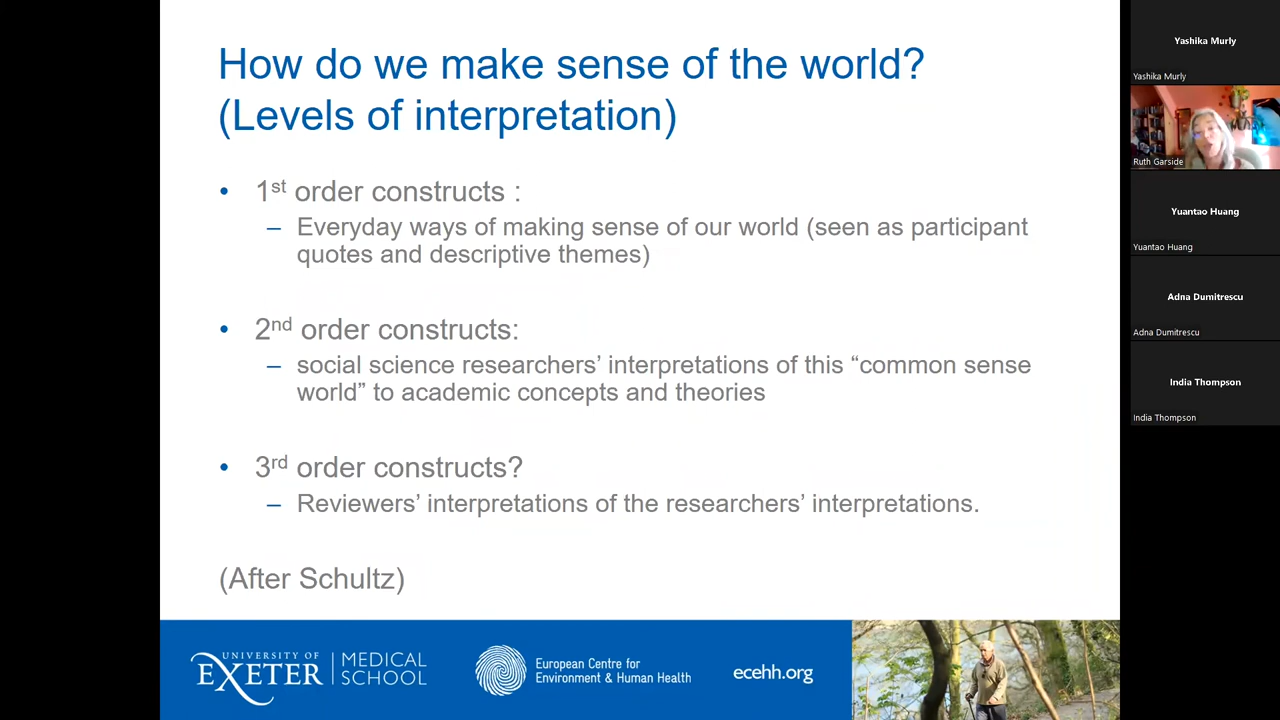 How do we make sense of the world?
(Levels of interpretation)
• 1st order constructs :
– Everyday ways of making sense of our world (seen as participant
quotes and descriptive themes)
• 2nd order constructs:
– social science researchers’ interpretations of this “common sense
world” to academic concepts and theories
• 3rd order constructs?
– Reviewers’ interpretations of the researchers’ interpretations.
(After Schultz)
UNIVERSITY OF
EXETER
MEDICAL
SCHOOL
European Centre for
Environment & Human Health
ecehh.org
Yashika Murly
Yashika Murly
Ruth Garside
Yuantao Huang
Yuantao Huang
Adna Dumitrescu
Adna Dumitrescu
India Thompson
India Thompson